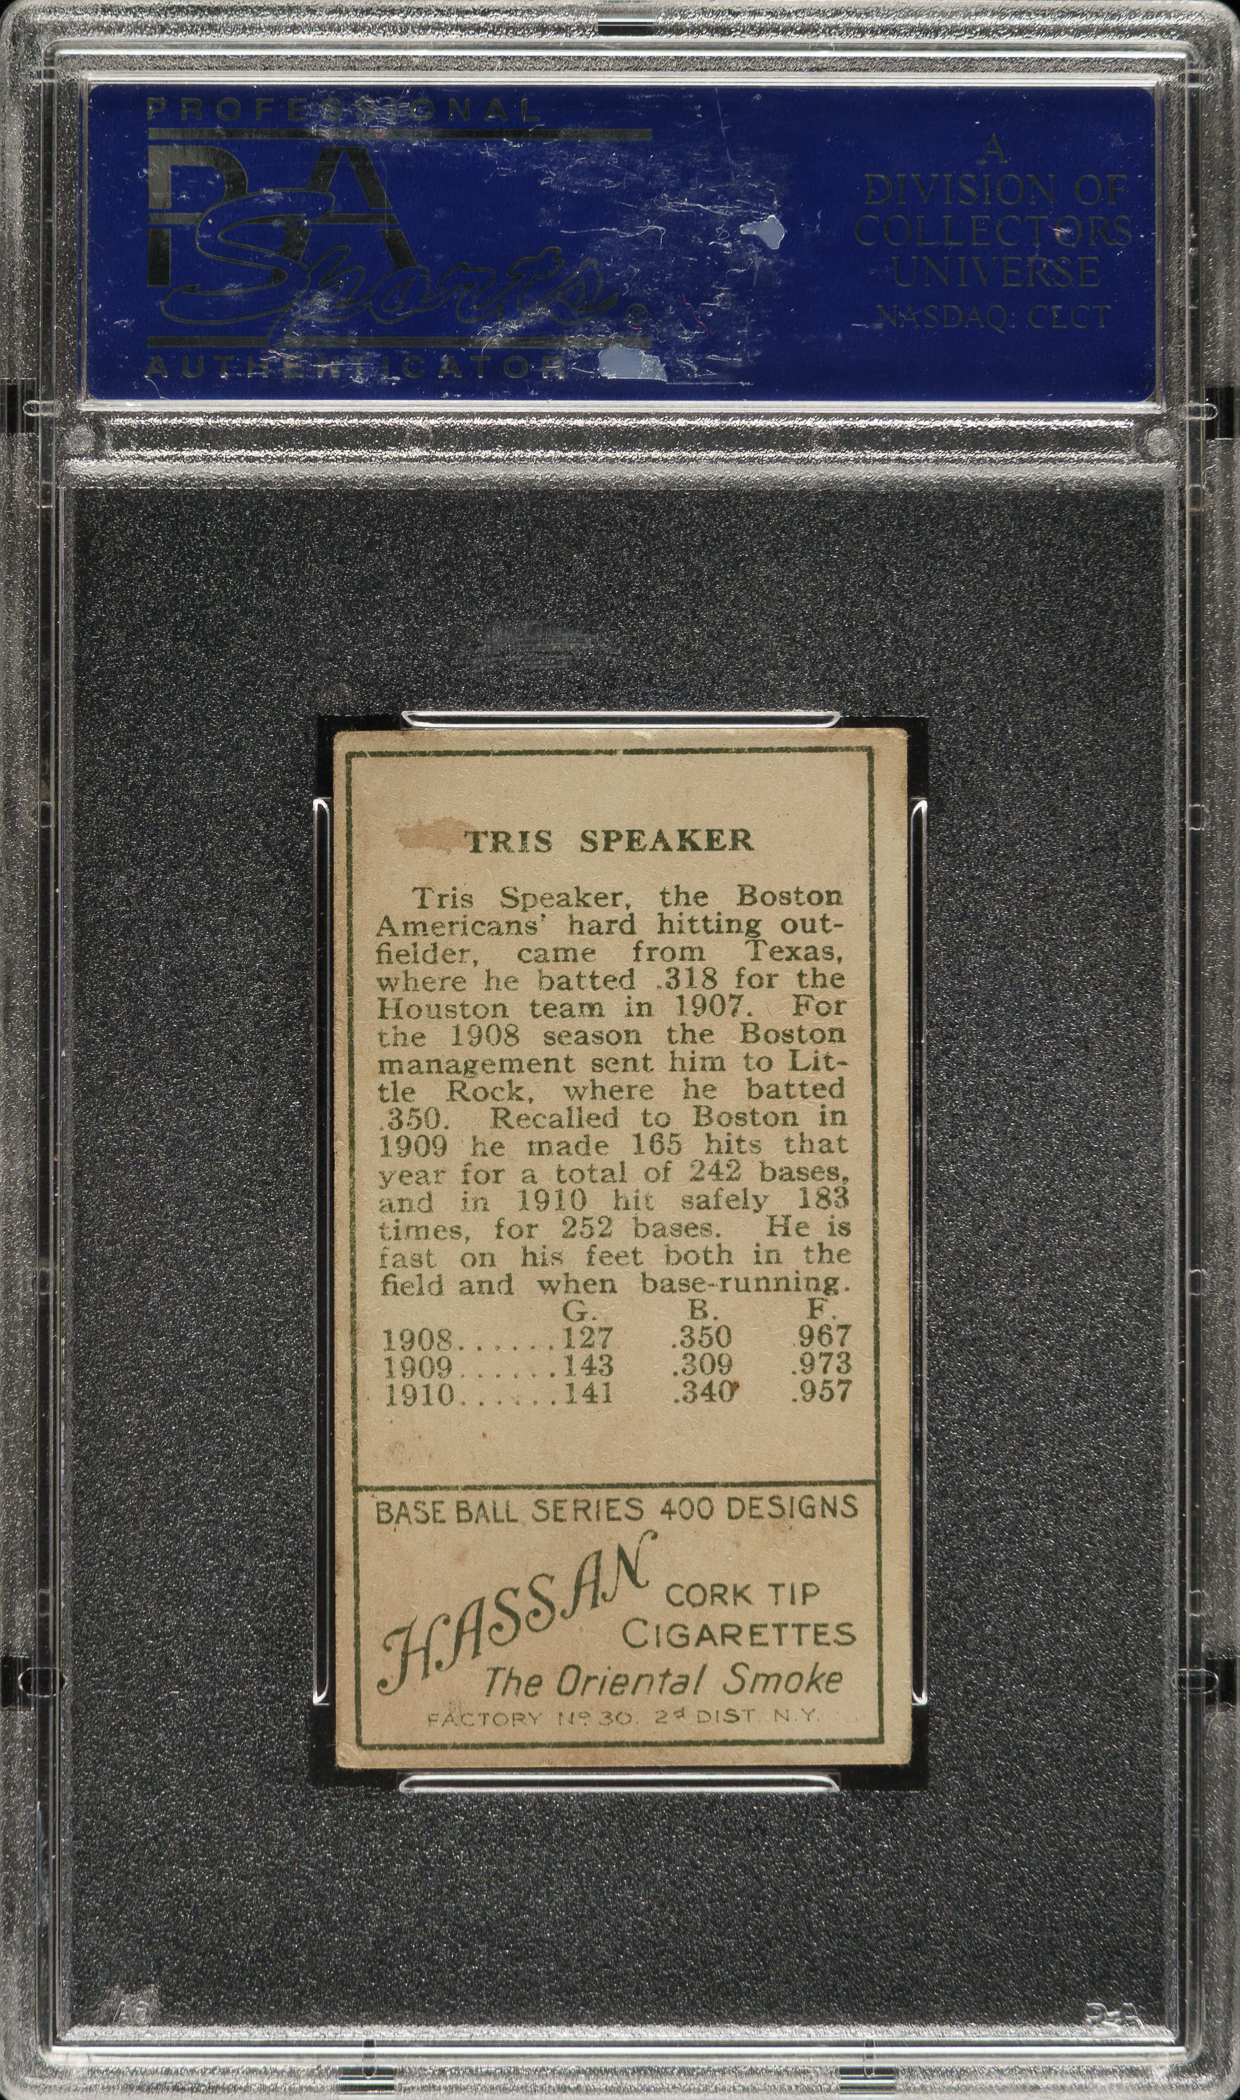 PROFESSIONAL
PSA
Sports®
AUTHENTICATOR
A
DIVISION OF
COLLECTORS
UNIVERSE
NASDAQ: CLCT
TRIS SPEAKER
Tris Speaker, the Boston
Americans' hard hitting out-
fielder, came from Texas,
where he batted .318 for the
Houston team in 1907. For
the 1908 season the Boston
management sent him to Lit-
tle Rock, where he batted
.350. Recalled to Boston in
1909 he made 165 hits that
year for a total of 242 bases,
and in 1910 hit safely 183
times, for 252 bases. He is
fast on his feet both in the
field and when base-running.
G. B. F.
1908......127 .350 .967
1909......143 .309 .973
1910......141 .340 .957
BASE BALL SERIES 400 DESIGNS
HASSAN
CORK TIP
CIGARETTES
The Oriental Smoke
FACTORY Nº 30. 2d DIST. N.Y.
PSA